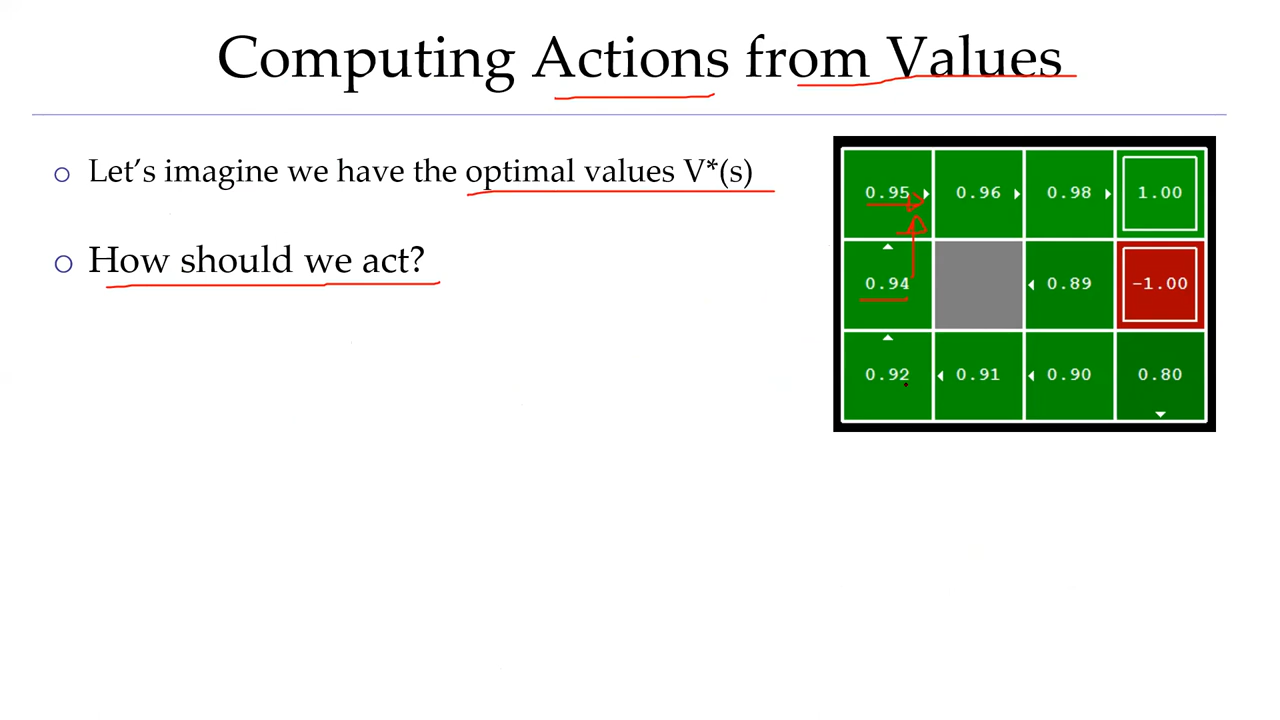 Computing Actions from Values
Let’s imagine we have the optimal values V*(s)
How should we act?
0.95 0.96 0.98 1.00
0.94 0.89 -1.00
0.92 0.91 0.90 0.80